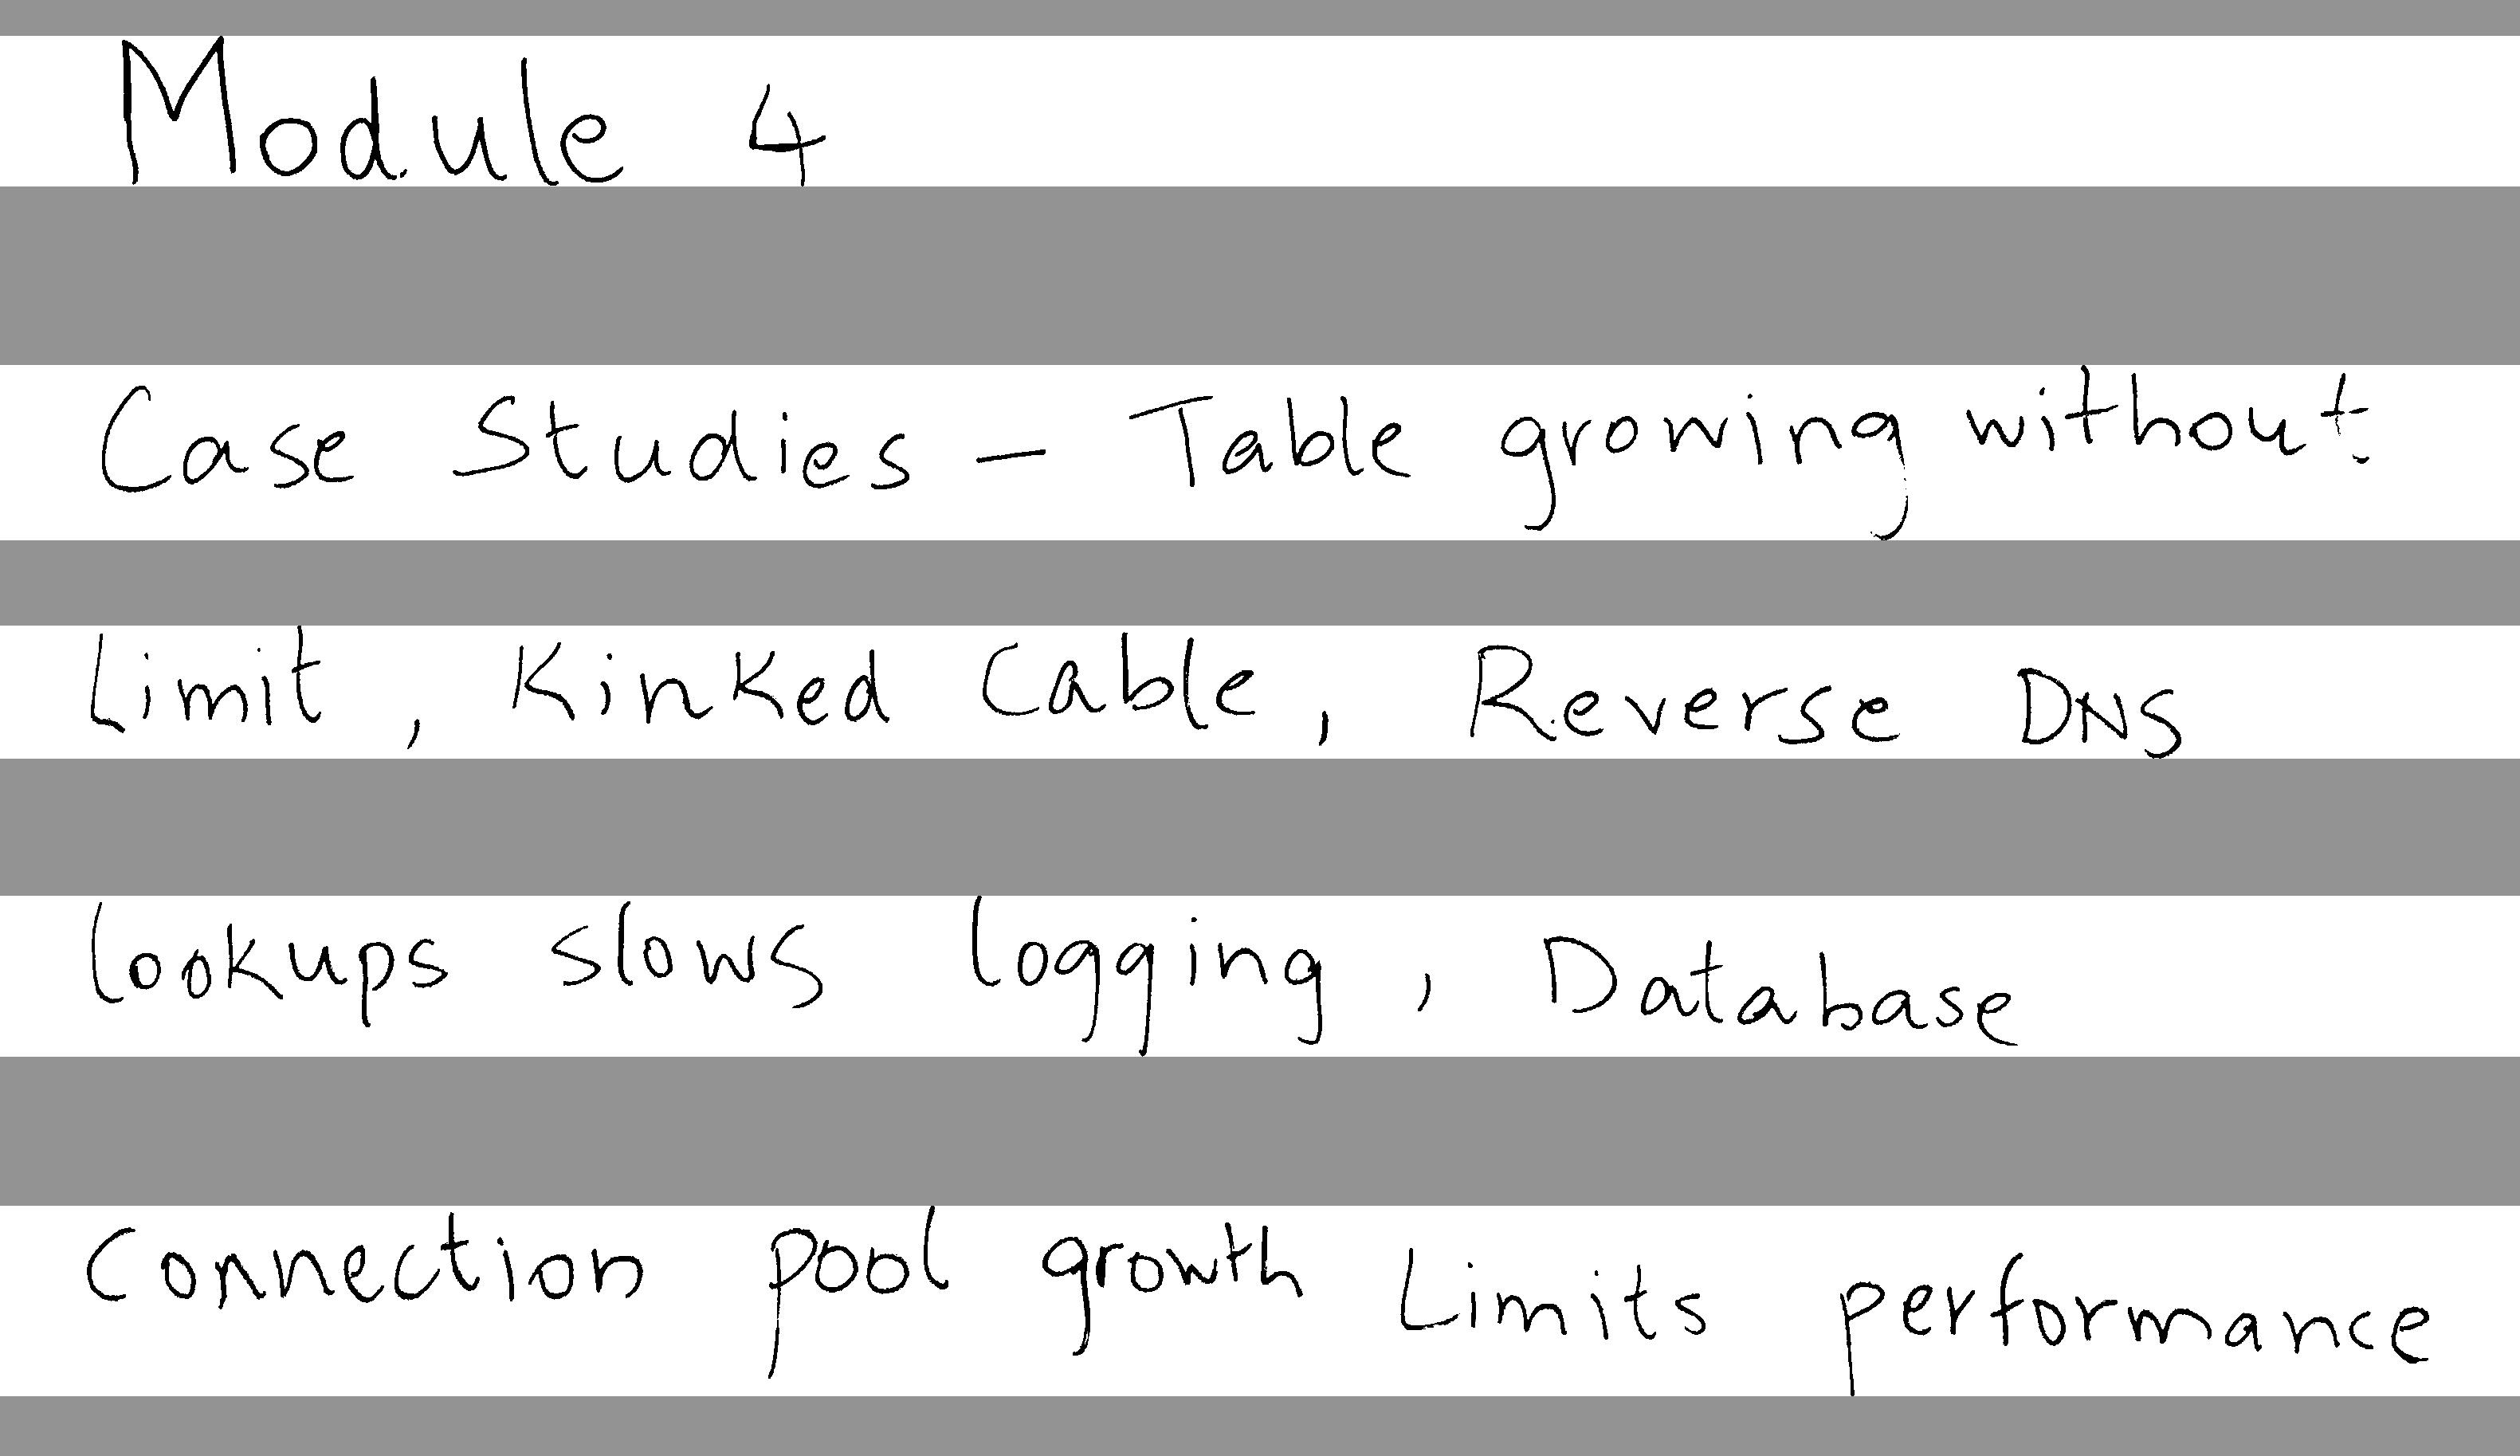 Module 4
Case Studies - Table growing without
Limit, Kinked Cable, Reverse DNS
lookups slows logging, Database
Connection pool growth Limits performance